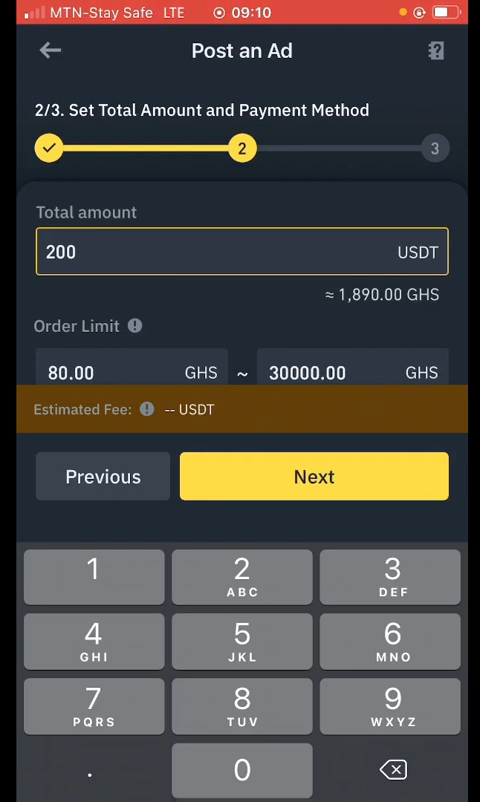 MTN-Stay Safe LTE 09:10
Post an Ad
2/3. Set Total Amount and Payment Method
2 3
Total amount
200 USDT
≈ 1,890.00 GHS
Order Limit
80.00 GHS ~ 30000.00 GHS
Estimated Fee: -- USDT
Previous Next
1 2 3
ABC DEF
4 5 6
GHI JKL MNO
7 8 9
PQRS TUV WXYZ
. 0